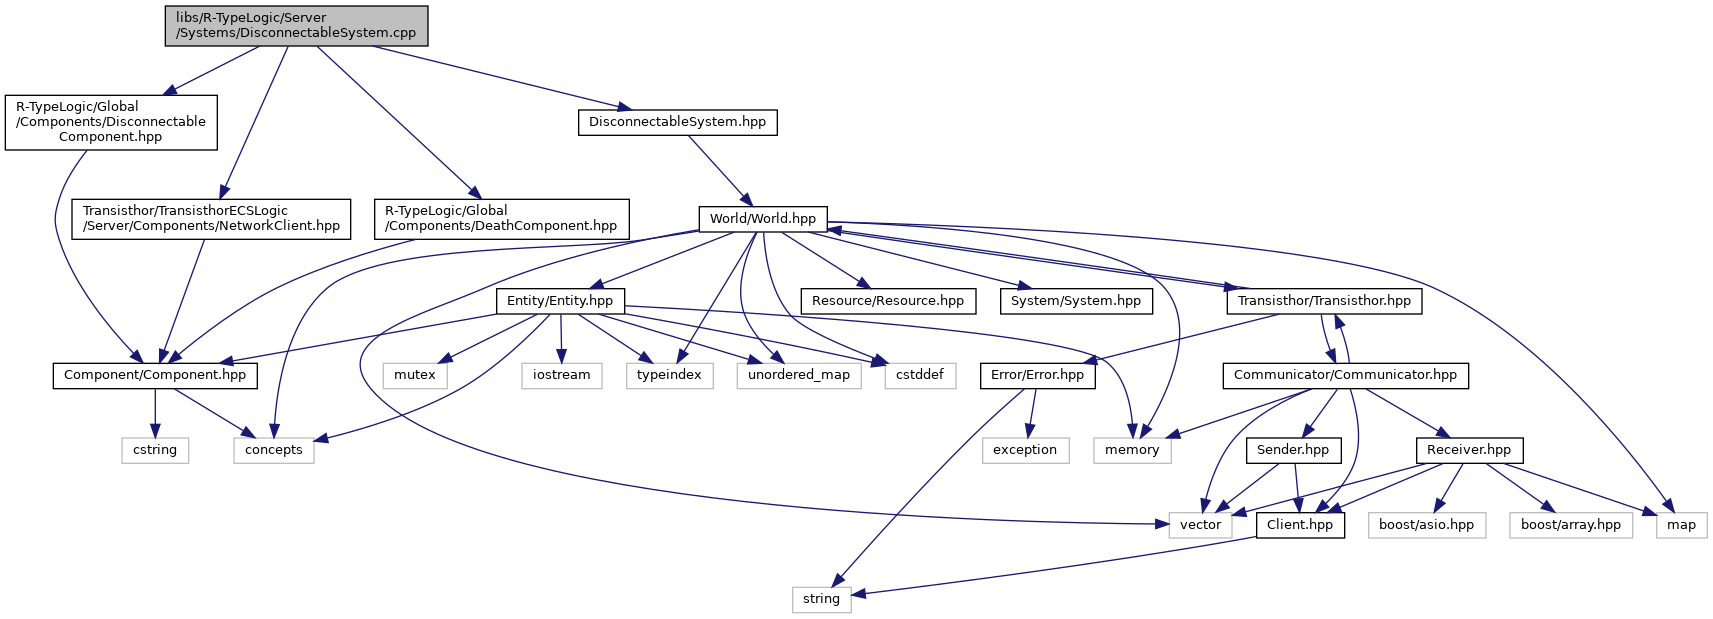 libs/R-TypeLogic/Server
/Systems/DisconnectableSystem.cpp
R-TypeLogic/Global
/Components/Disconnectable
Component.hpp
DisconnectableSystem.hpp
Transisthor/TransisthorECSLogic
/Server/Components/NetworkClient.hpp
R-TypeLogic/Global
/Components/DeathComponent.hpp
World/World.hpp
Entity/Entity.hpp
Resource/Resource.hpp
System/System.hpp
Transisthor/Transisthor.hpp
Component/Component.hpp
mutex
iostream
typeindex
unordered_map
cstddef
Error/Error.hpp
Communicator/Communicator.hpp
cstring
concepts
exception
memory
Sender.hpp
Receiver.hpp
vector
Client.hpp
boost/asio.hpp
boost/array.hpp
map
string